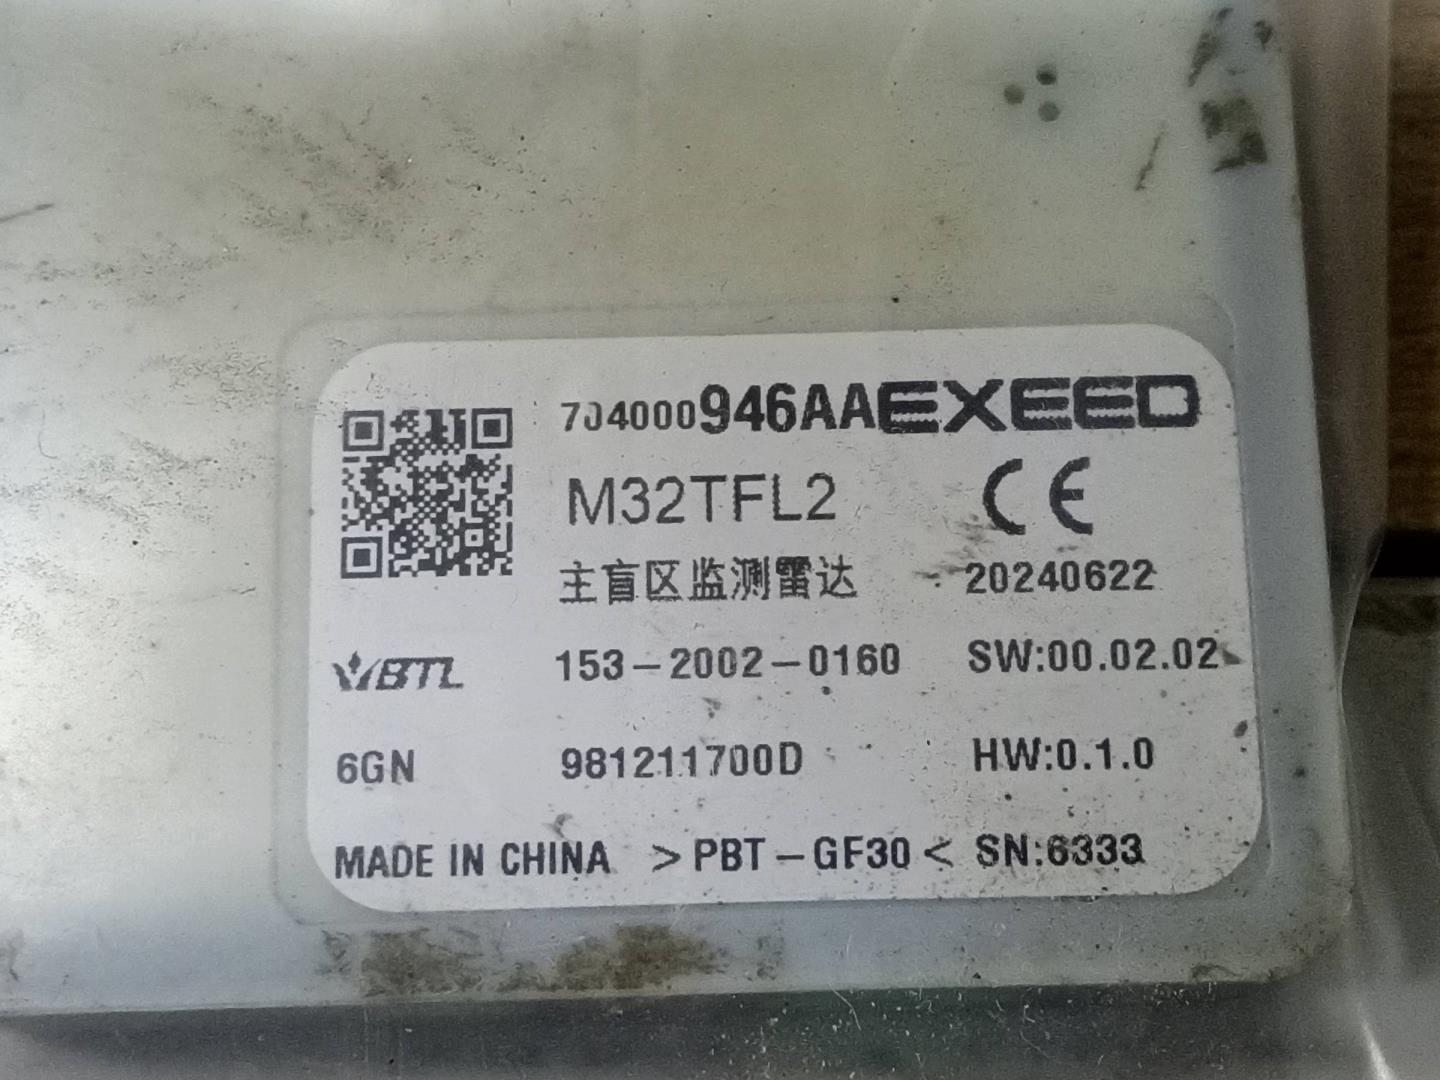 704000946AA EXEED
M32TFL2 CE
主盲区监测雷达 20240622
BTL 153-2002-0160 SW:00.02.02
6GN 981211700D HW:0.1.0
MADE IN CHINA >PBT-GF30< SN:6333